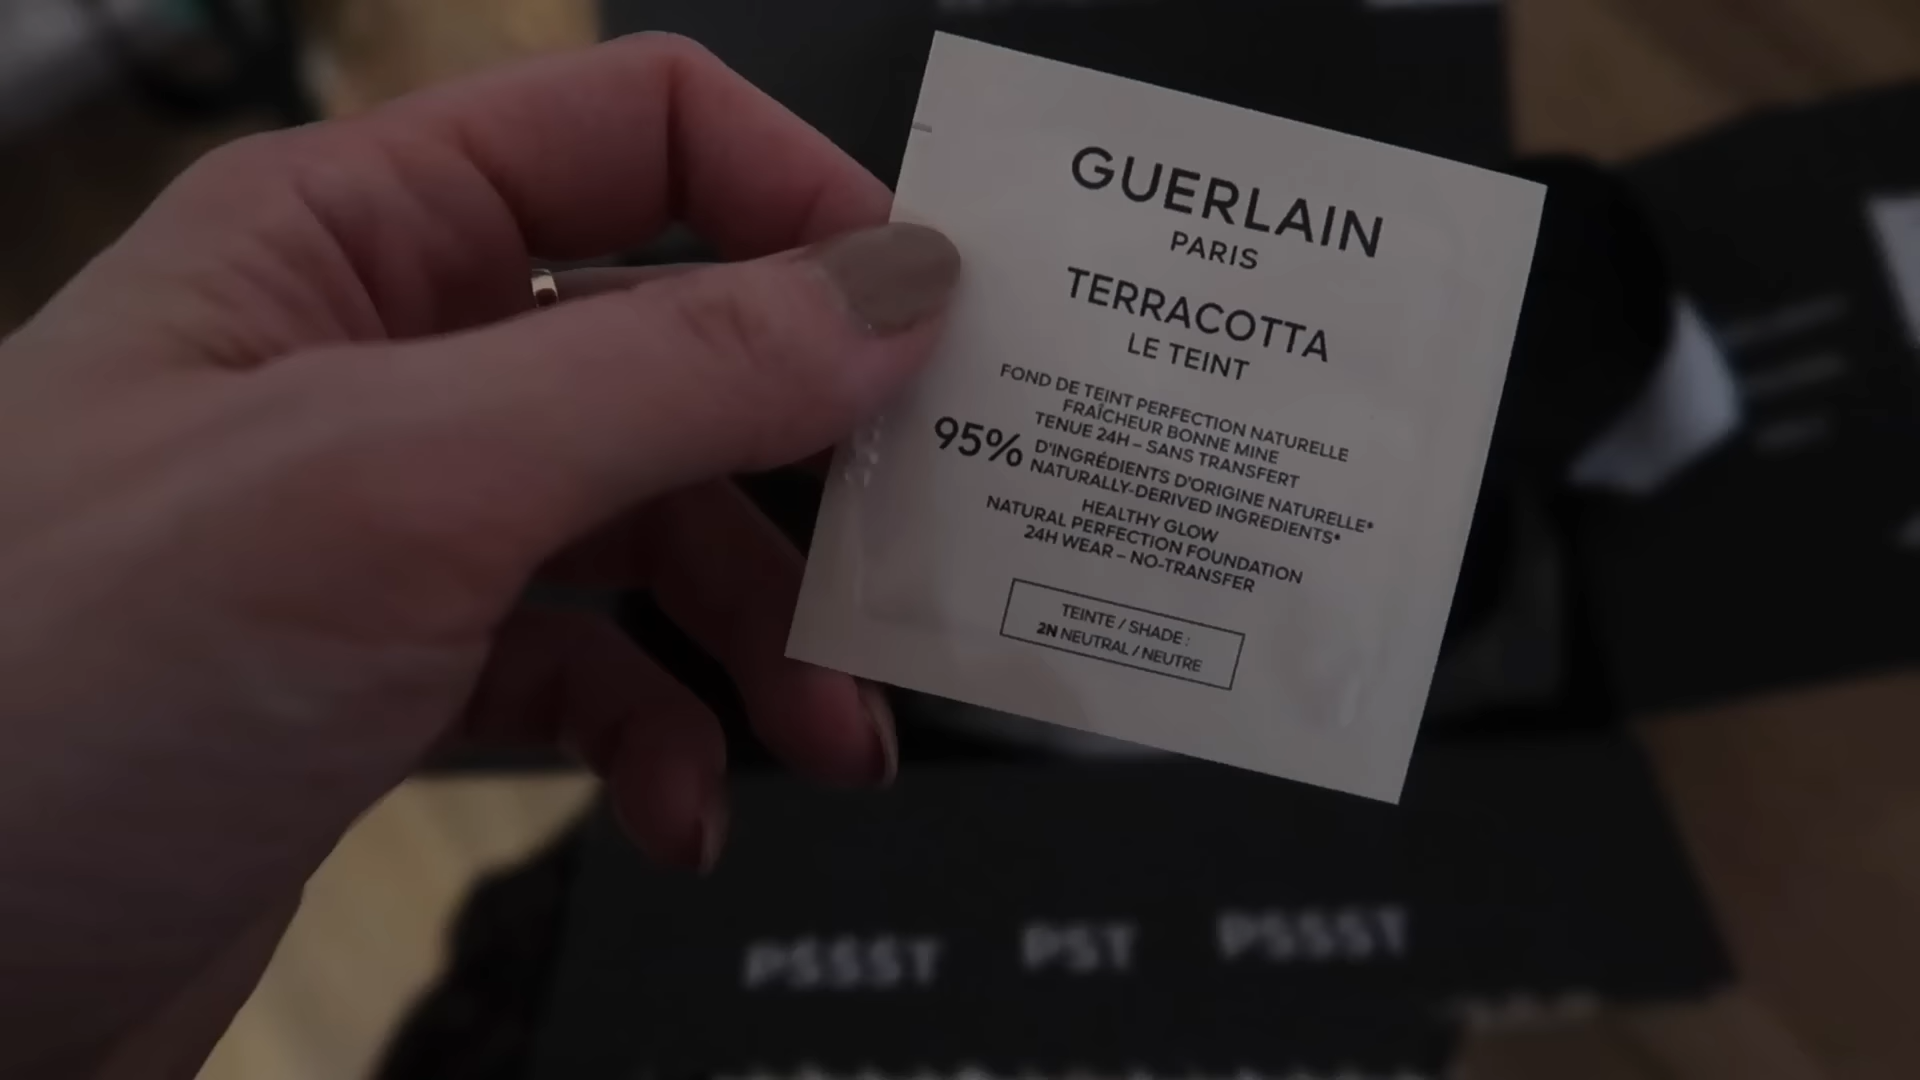 GUERLAIN
PARIS
TERRACOTTA
LE TEINT
FOND DE TEINT PERFECTION NATURELLE
FRAÎCHEUR BONNE MINE
TENUE 24H – SANS TRANSFERT
95% D'INGRÉDIENTS D'ORIGINE NATURELLE*
NATURALLY-DERIVED INGREDIENTS*
HEALTHY GLOW
NATURAL PERFECTION FOUNDATION
24H WEAR – NO-TRANSFER
TEINTE / SHADE :
2N NEUTRAL / NEUTRE
PSSST PST PSSST